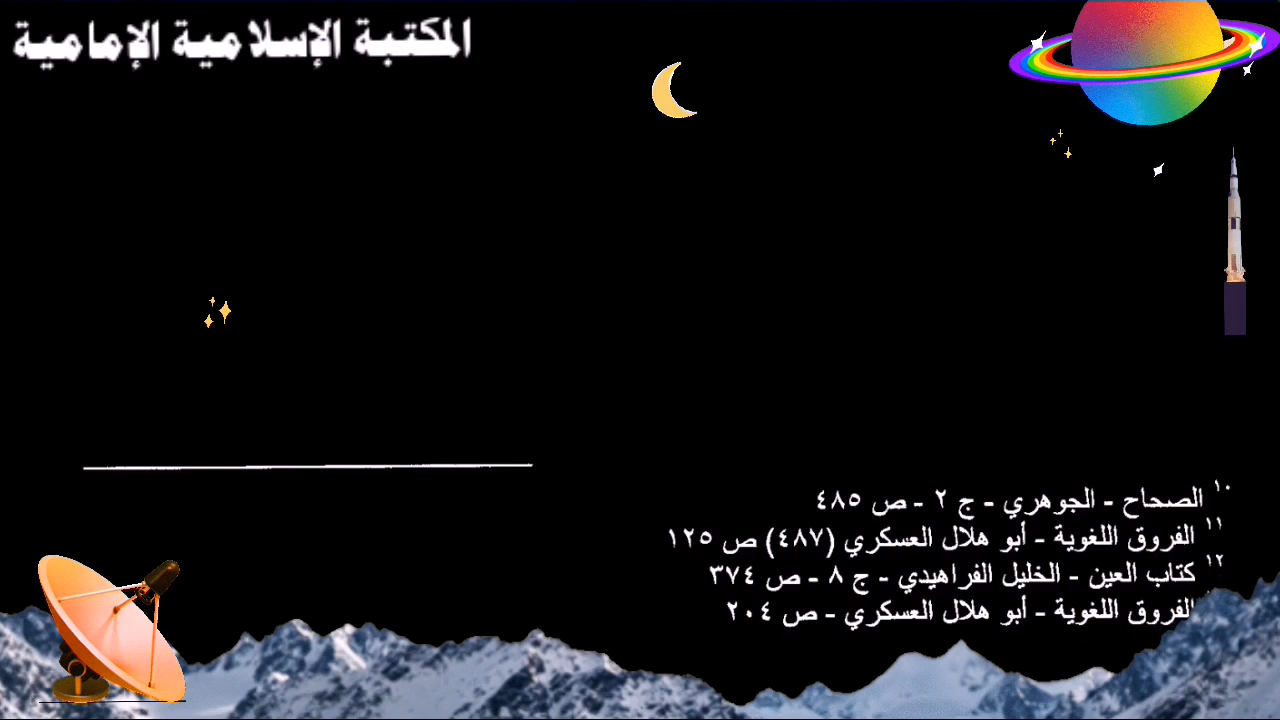 المكتبة الإسلامية الإمامية
١٠ الصحاح - الجوهري - ج ٢ - ص ٤٨٥
١١ الفروق اللغوية - أبو هلال العسكري (٤٨٧) ص ١٢٥
١٢ كتاب العين - الخليل الفراهيدي - ج ٨ - ص ٣٧٤
الفروق اللغوية - أبو هلال العسكري - ص ٢٠٤